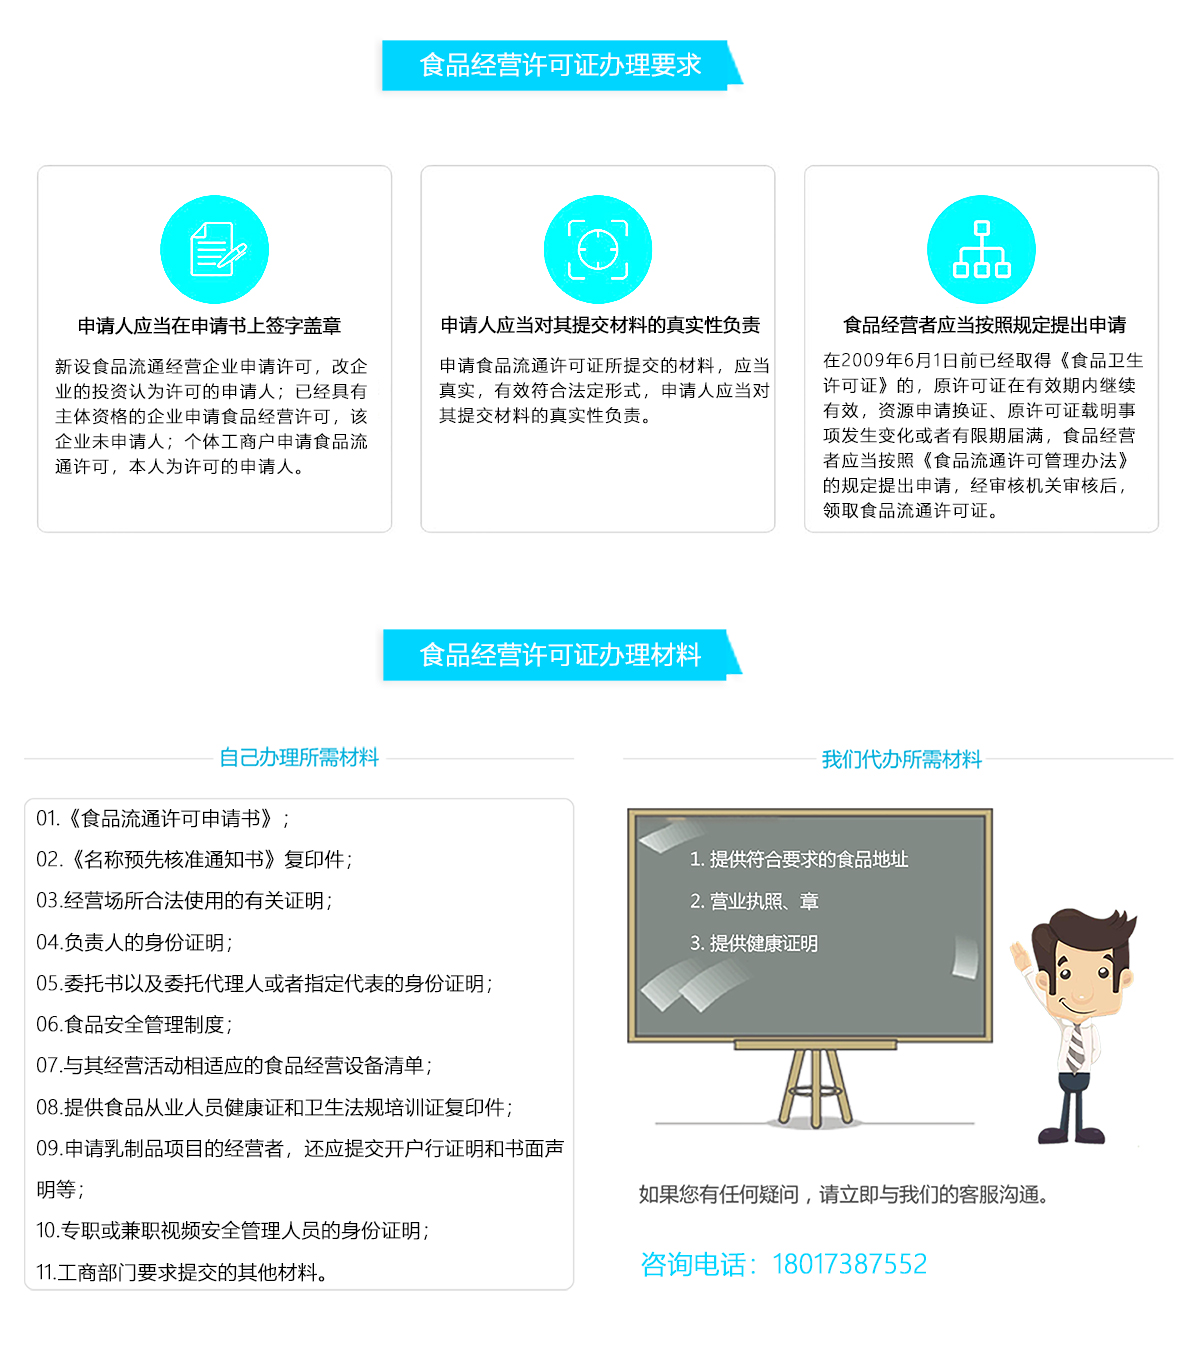 食品经营许可证办理要求
申请人应当在申请书上签字盖章
新设食品流通经营企业申请许可，改企
业的投资认为许可的申请人；已经具有
主体资格的企业申请食品经营许可，该
企业未申请人；个体工商户申请食品流
通许可，本人为许可的申请人。
申请人应当对其提交材料的真实性负责
申请食品流通许可证所提交的材料，应当
真实，有效符合法定形式，申请人应当对
其提交材料的真实性负责。
食品经营者应当按照规定提出申请
在2009年6月1日前已经取得《食品卫生
许可证》的，原许可证在有效期内继续
有效，资源申请换证、原许可证载明事
项发生变化或者有限期届满，食品经营
者应当按照《食品流通许可管理办法》
的规定提出申请，经审核机关审核后，
领取食品流通许可证。
食品经营许可证办理材料
自己办理所需材料
01.《食品流通许可申请书》；
02.《名称预先核准通知书》复印件；
03.经营场所合法使用的有关证明；
04.负责人的身份证明；
05.委托书以及委托代理人或者指定代表的身份证明；
06.食品安全管理制度；
07.与其经营活动相适应的食品经营设备清单；
08.提供食品从业人员健康证和卫生法规培训证复印件；
09.申请乳制品项目的经营者，还应提交开户行证明和书面声
明等；
10.专职或兼职视频安全管理人员的身份证明；
11.工商部门要求提交的其他材料。
我们代办所需材料
1. 提供符合要求的食品地址
2. 营业执照、章
3. 提供健康证明
如果您有任何疑问，请立即与我们的客服沟通。
咨询电话：18017387552